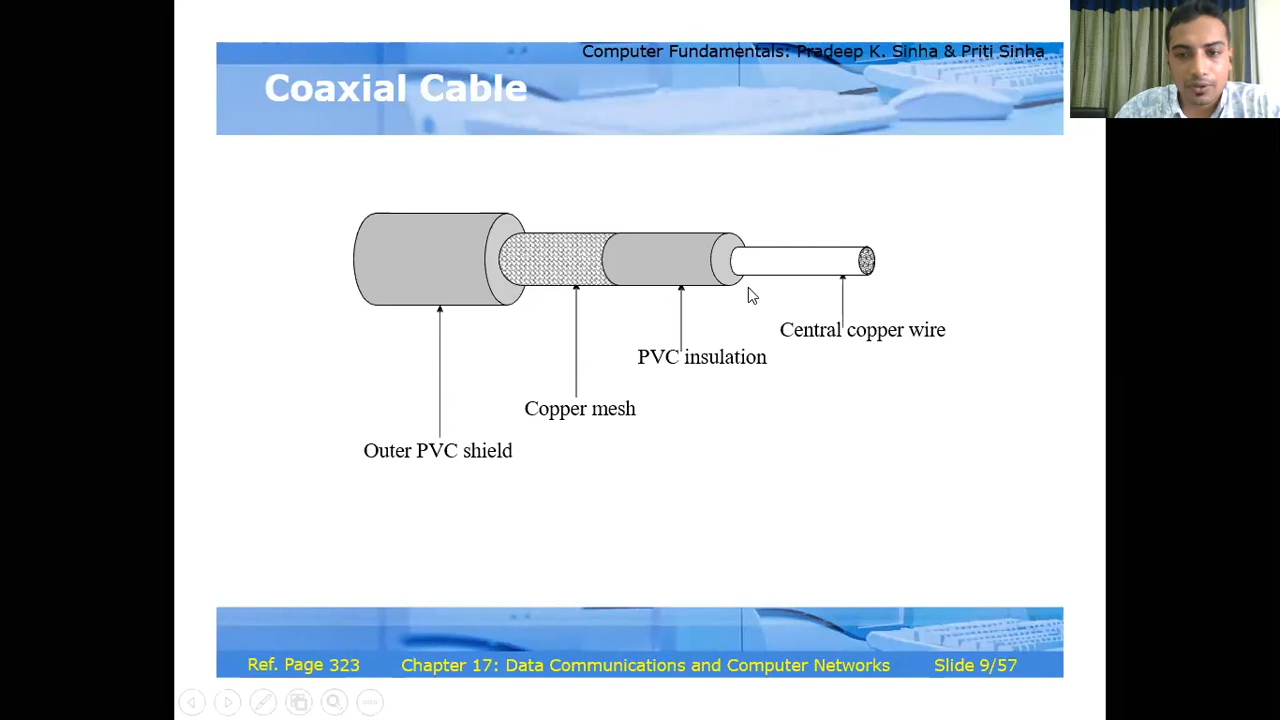 Computer Fundamentals: Pradeep K. Sinha & Priti Sinha
Coaxial Cable
Central copper wire
PVC insulation
Copper mesh
Outer PVC shield
Ref. Page 323
Chapter 17: Data Communications and Computer Networks
Slide 9/57